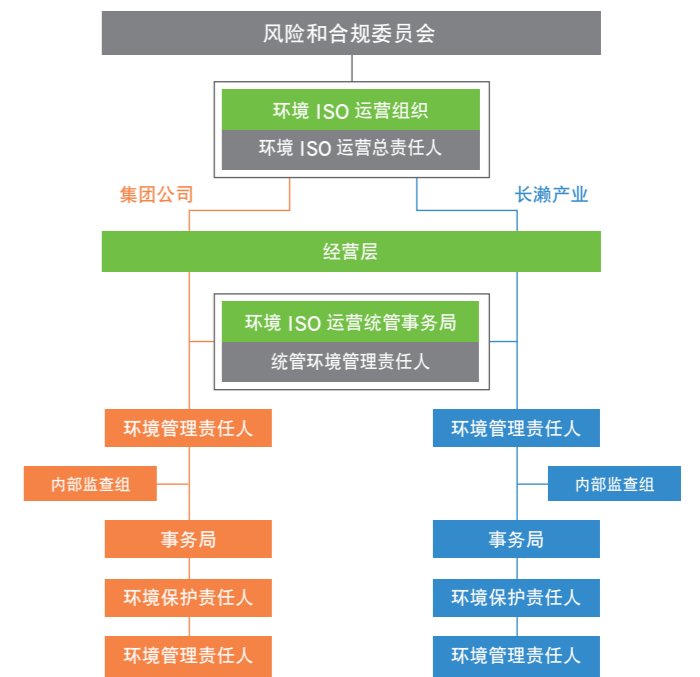 风险和合规委员会
环境 ISO 运营组织
环境 ISO 运营总责任人
集团公司
长濑产业
经营层
环境 ISO 运营统管事务局
统管环境管理责任人
环境管理责任人
环境管理责任人
内部监查组
内部监查组
事务局
事务局
环境保护责任人
环境保护责任人
环境管理责任人
环境管理责任人